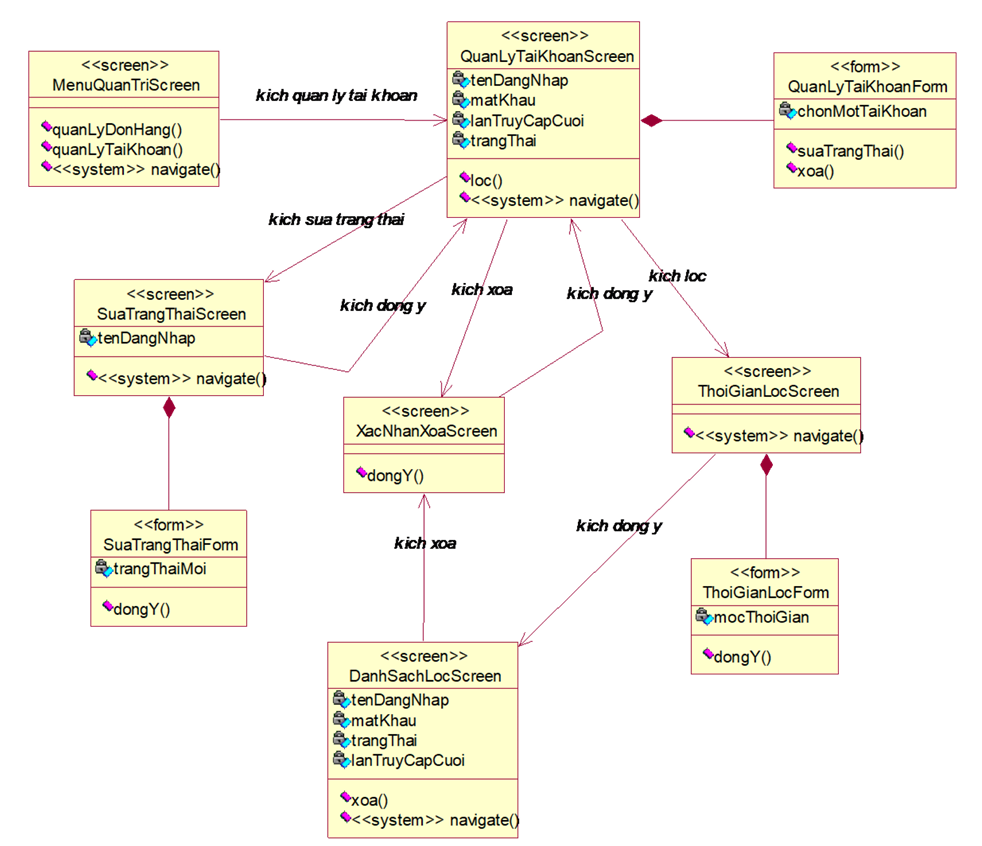 <<screen>>
MenuQuanTriScreen
quanLyDonHang()
quanLyTaiKhoan()
<<system>> navigate()
kich quan ly tai khoan
<<screen>>
QuanLyTaiKhoanScreen
tenDangNhap
matKhau
lanTruyCapCuoi
trangThai
loc()
<<system>> navigate()
<<form>>
QuanLyTaiKhoanForm
chonMotTaiKhoan
suaTrangThai()
xoa()
kich sua trang thai
kich dong y
kich xoa
kich dong y
kich loc
<<screen>>
SuaTrangThaiScreen
tenDangNhap
<<system>> navigate()
<<screen>>
XacNhanXoaScreen
dongY()
<<screen>>
ThoiGianLocScreen
<<system>> navigate()
<<form>>
SuaTrangThaiForm
trangThaiMoi
dongY()
kich xoa
kich dong y
<<form>>
ThoiGianLocForm
mocThoiGian
dongY()
<<screen>>
DanhSachLocScreen
tenDangNhap
matKhau
trangThai
lanTruyCapCuoi
xoa()
<<system>> navigate()